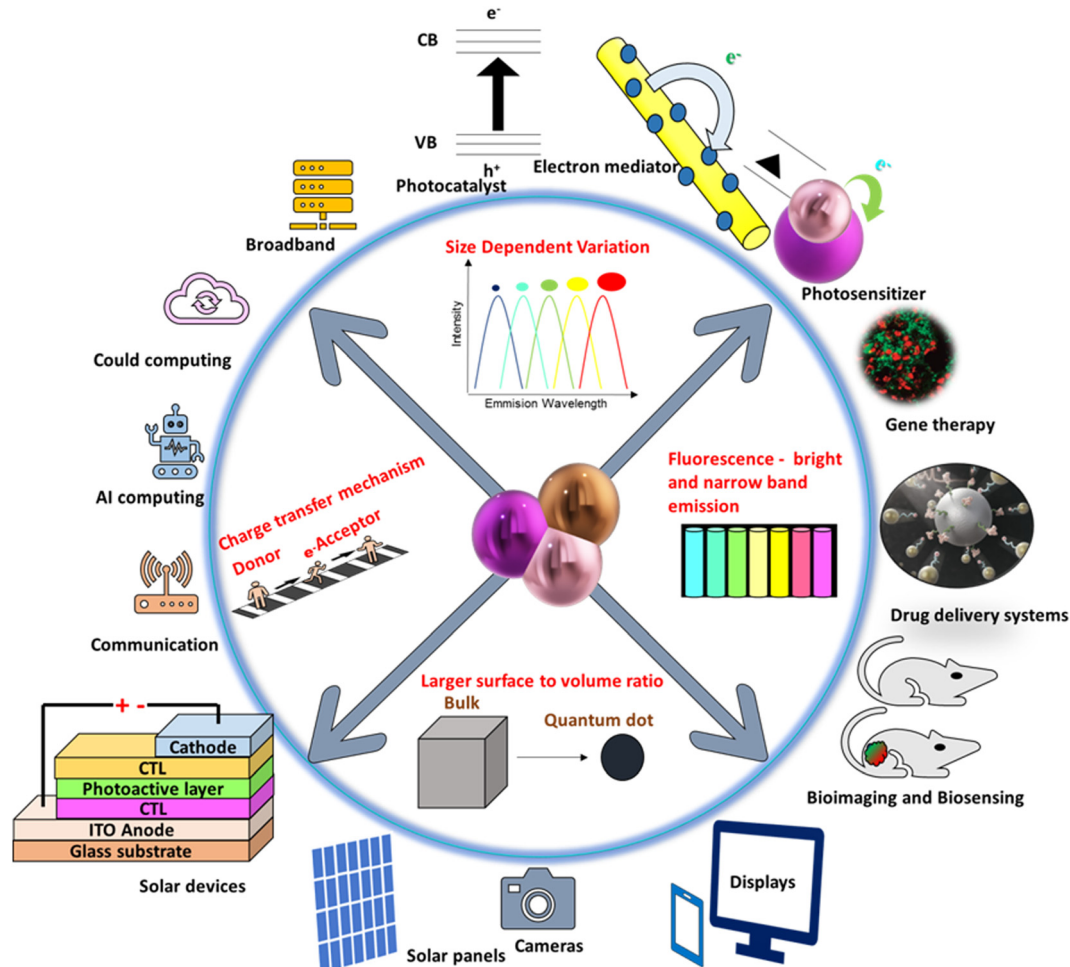 e-
CB
VB
h+
Photocatalyst
e-
Electron mediator
e-
Photosensitizer
Broadband
Could computing
AI computing
Communication
Size Dependent Variation
Intensity
Emmision Wavelength
Gene therapy
Fluorescence - bright
and narrow band
emission
Drug delivery systems
Charge transfer mechanism
Donor
e-
Acceptor
Larger surface to volume ratio
Bulk
Quantum dot
Bioimaging and Biosensing
+ -
Cathode
CTL
Photoactive layer
CTL
ITO Anode
Glass substrate
Solar devices
Solar panels
Cameras
Displays